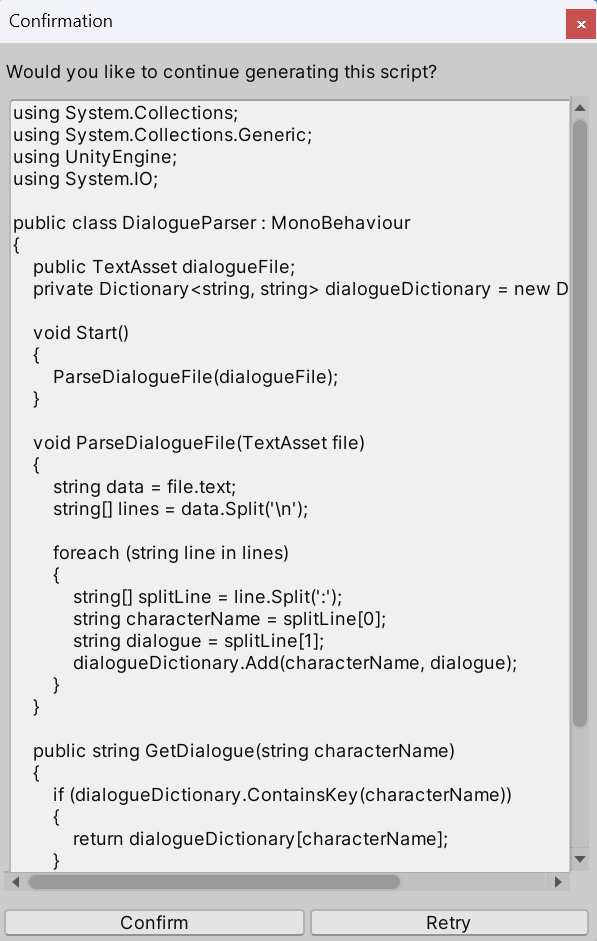 Confirmation
Would you like to continue generating this script?
using System.Collections;
using System.Collections.Generic;
using UnityEngine;
using System.IO;
public class DialogueParser : MonoBehaviour
{
public TextAsset dialogueFile;
private Dictionary<string, string> dialogueDictionary = new D
void Start()
{
ParseDialogueFile(dialogueFile);
}
void ParseDialogueFile(TextAsset file)
{
string data = file.text;
string[] lines = data.Split('\n');
foreach (string line in lines)
{
string[] splitLine = line.Split(':');
string characterName = splitLine[0];
string dialogue = splitLine[1];
dialogueDictionary.Add(characterName, dialogue);
}
}
public string GetDialogue(string characterName)
{
if (dialogueDictionary.ContainsKey(characterName))
{
return dialogueDictionary[characterName];
}
Confirm
Retry